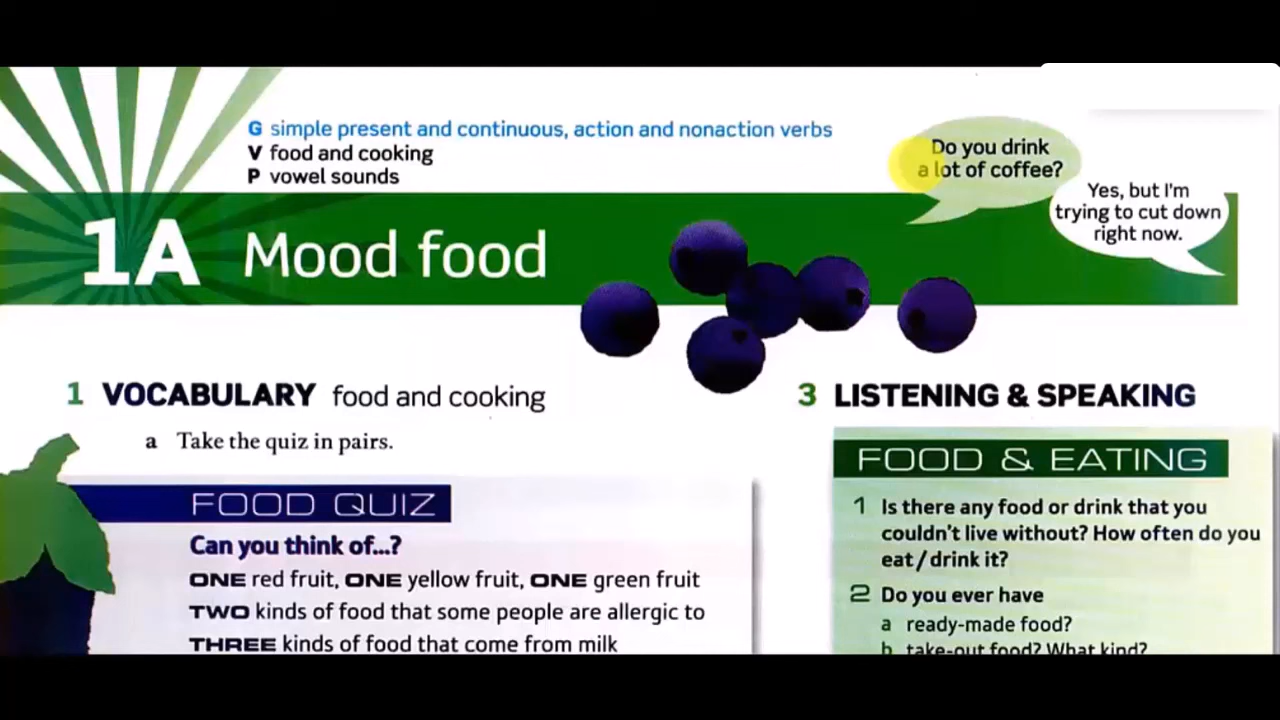 G simple present and continuous, action and nonaction verbs
V food and cooking
P vowel sounds
Do you drink
a lot of coffee?
Yes, but I'm
trying to cut down
right now.
1A Mood food
1 VOCABULARY food and cooking
a Take the quiz in pairs.
FOOD QUIZ
Can you think of...?
ONE red fruit, ONE yellow fruit, ONE green fruit
TWO kinds of food that some people are allergic to
THREE kinds of food that come from milk
3 LISTENING & SPEAKING
FOOD & EATING
1 Is there any food or drink that you
couldn't live without? How often do you
eat / drink it?
2 Do you ever have
a ready-made food?
b take-out food? What kind?